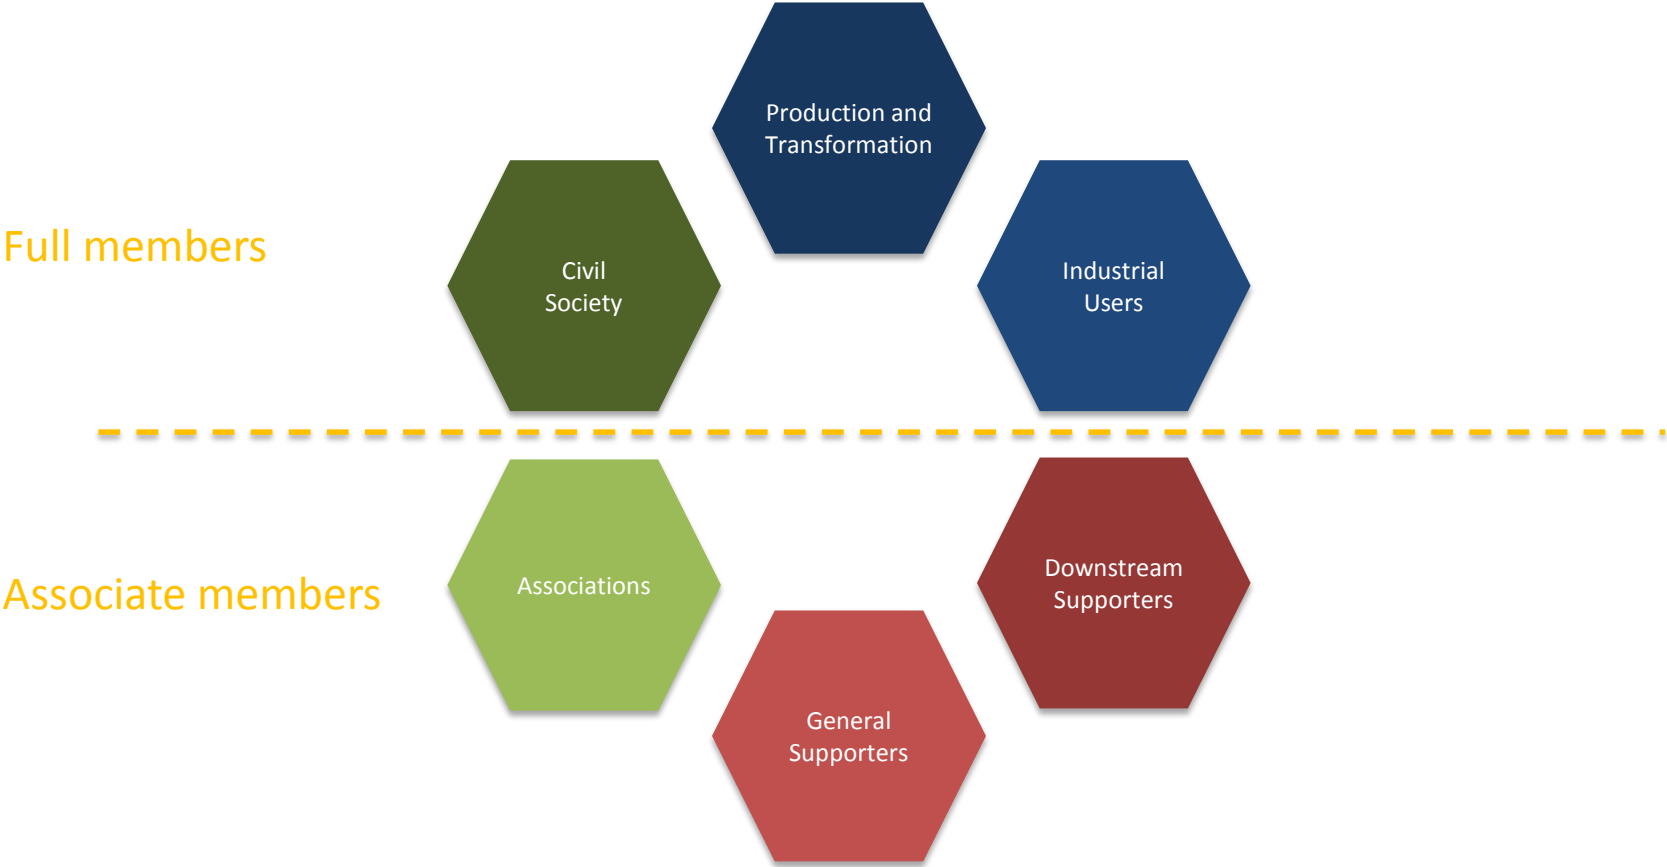 Production and
Transformation
Full members
Civil
Society
Industrial
Users
Associate members
Associations
Downstream
Supporters
General
Supporters